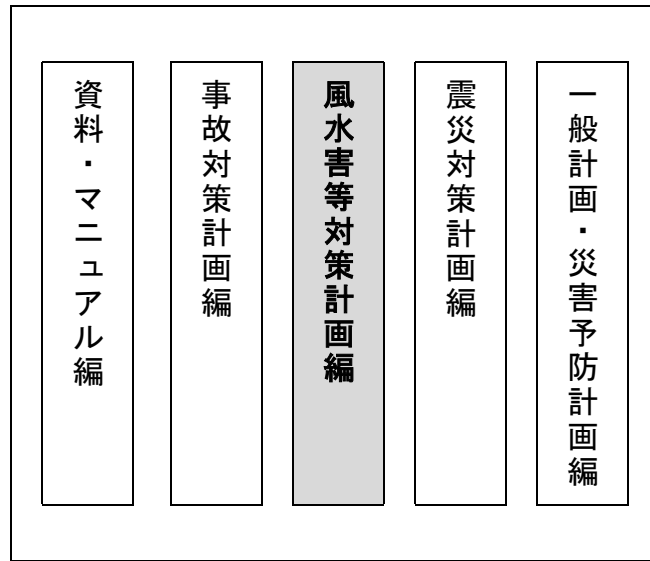 一般計画・災害予防計画編
震災対策計画編
風水害等対策計画編
事故対策計画編
資料・マニュアル編